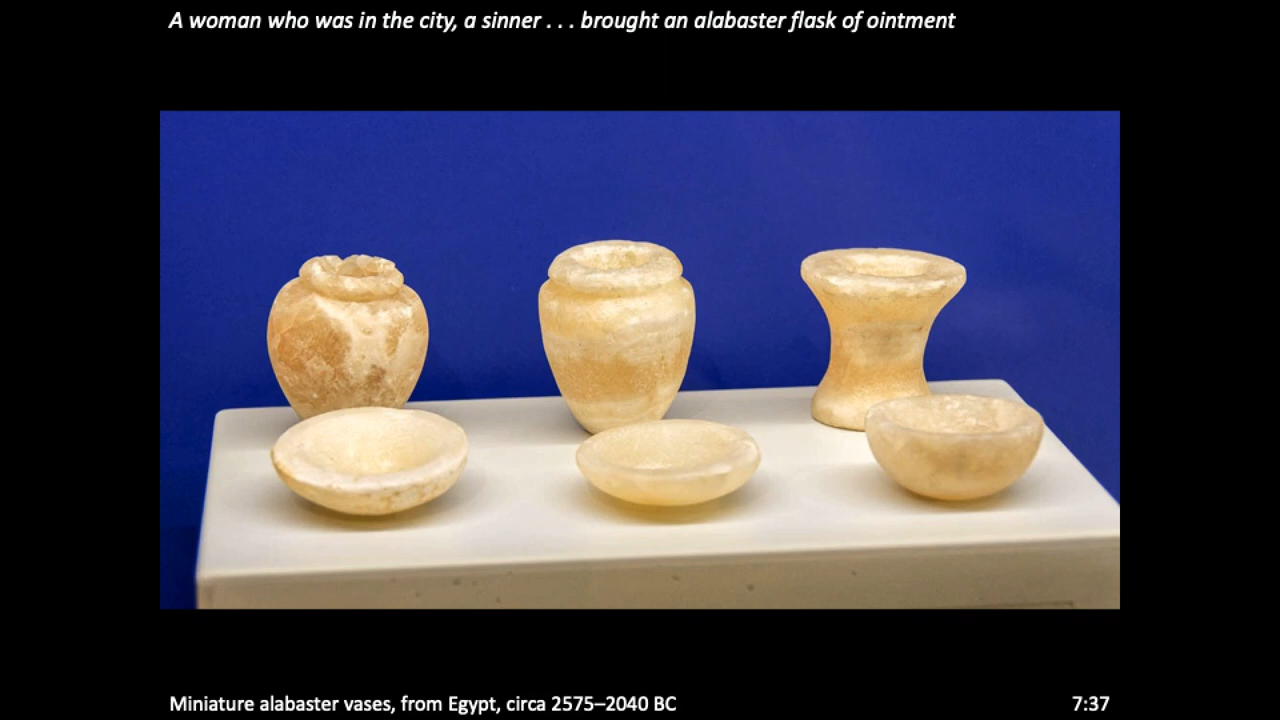 A woman who was in the city, a sinner . . . brought an alabaster flask of ointment
Miniature alabaster vases, from Egypt, circa 2575–2040 BC
7:37